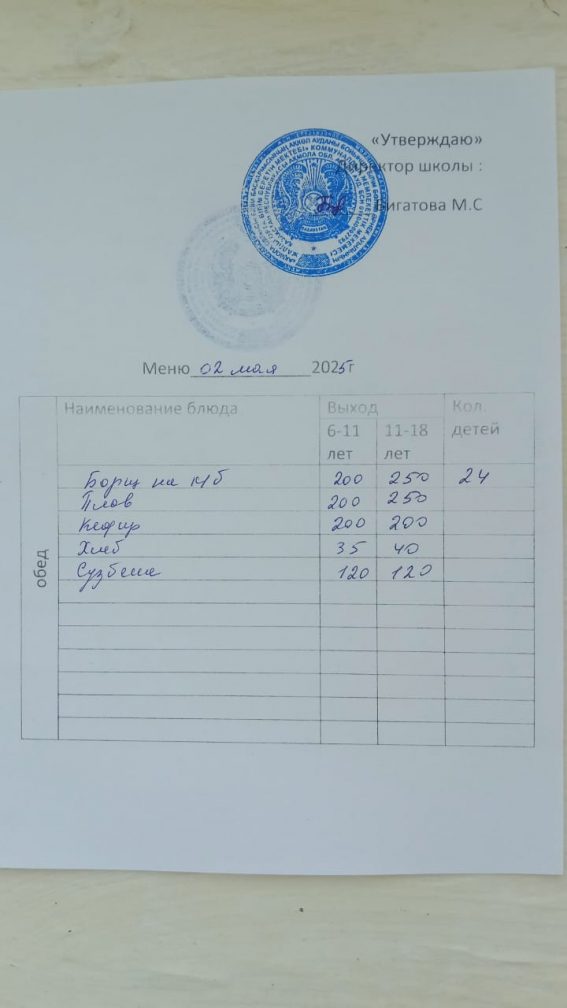 «Утверждаю»
Директор школы :
Бигатова М.С
Меню 02 мая 2025г
Наименование блюда Выход Кол. детей
6-11 лет 11-18 лет
обед
Борщ на м/б 200 250 24
Плов 200 250
Кефир 200 200
Хлеб 35 40
Сузбеше 120 120